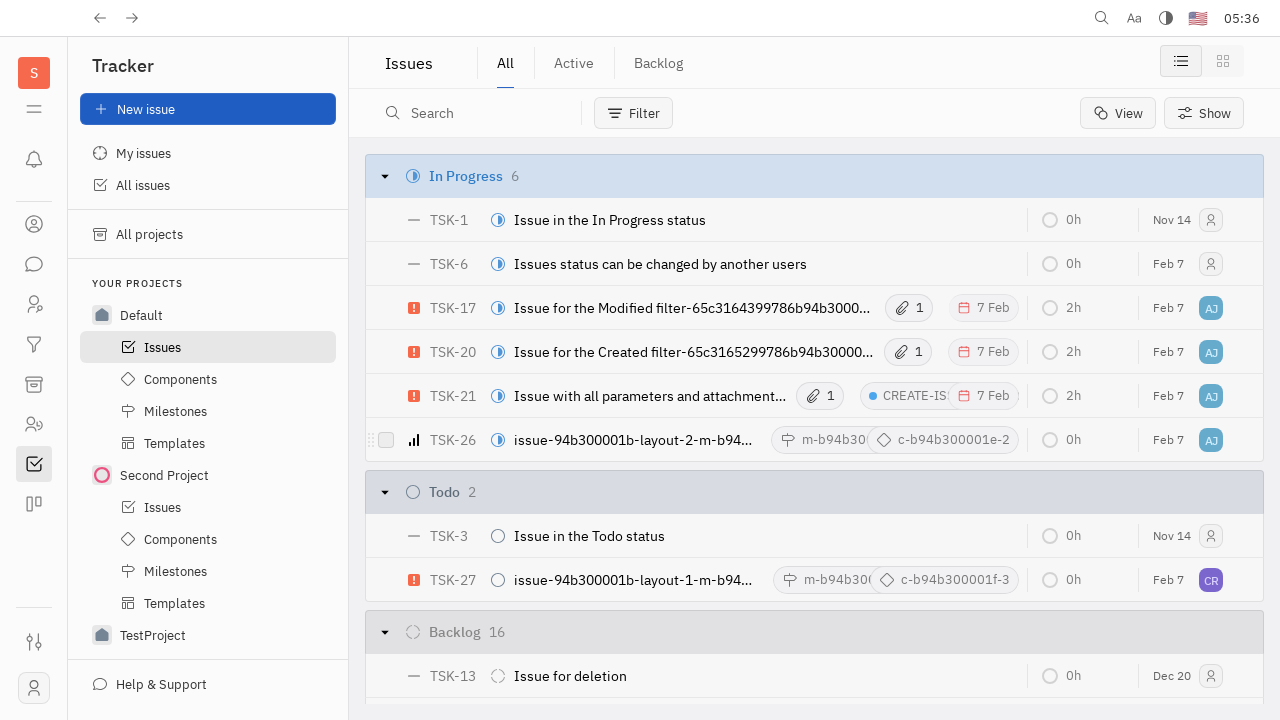 Aa
05:36
S
Tracker
New issue
My issues
All issues
All projects
YOUR PROJECTS
Default
Issues
Components
Milestones
Templates
Second Project
Issues
Components
Milestones
Templates
TestProject
Help & Support
Issues All Active Backlog
Search Filter View Show
In Progress 6
TSK-1 Issue in the In Progress status 0h Nov 14
TSK-6 Issues status can be changed by another users 0h Feb 7
TSK-17 Issue for the Modified filter-65c3164399786b94b3000... 1 7 Feb 2h Feb 7 AJ
TSK-20 Issue for the Created filter-65c3165299786b94b30000... 1 7 Feb 2h Feb 7 AJ
TSK-21 Issue with all parameters and attachment... 1 CREATE-IS 7 Feb 2h Feb 7 AJ
TSK-26 issue-94b300001b-layout-2-m-b94... m-b94b30 c-b94b300001e-2 0h Feb 7 AJ
Todo 2
TSK-3 Issue in the Todo status 0h Nov 14
TSK-27 issue-94b300001b-layout-1-m-b94... m-b94b300 c-b94b300001f-3 0h Feb 7 CR
Backlog 16
TSK-13 Issue for deletion 0h Dec 20